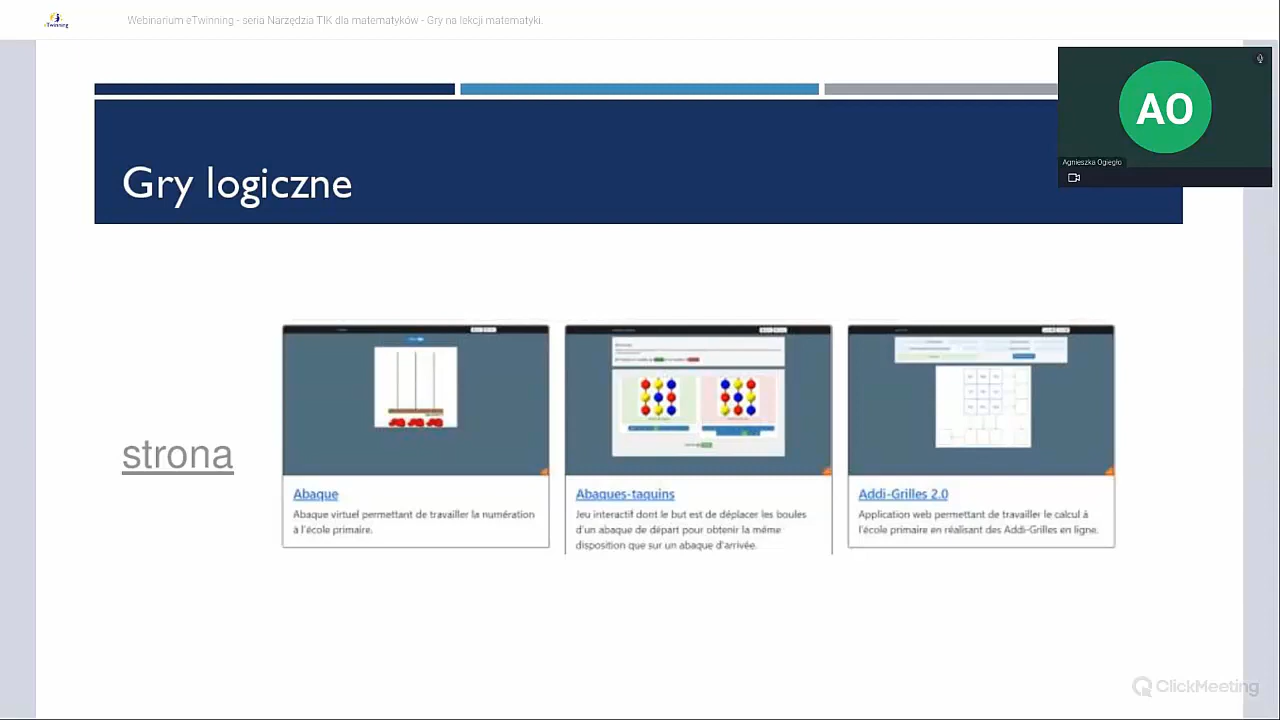 eTwinning
Webinarium eTwinning - seria Narzędzia TIK dla matematyków - Gry na lekcji matematyki.
AO
Agnieszka Ogięgło
Gry logiczne
strona
Abaque
Abaque virtuel permettant de travailler la numération
à l'école primaire.
Abaques-taquins
Jeu interactif dont le but est de déplacer les boules
d'un abaque de départ pour obtenir la même
disposition que sur un abaque d'arrivée.
Addi-Grilles 2.0
Application web permettant de travailler le calcul à
l'école primaire en réalisant des Addi-Grilles en ligne.
ClickMeeting